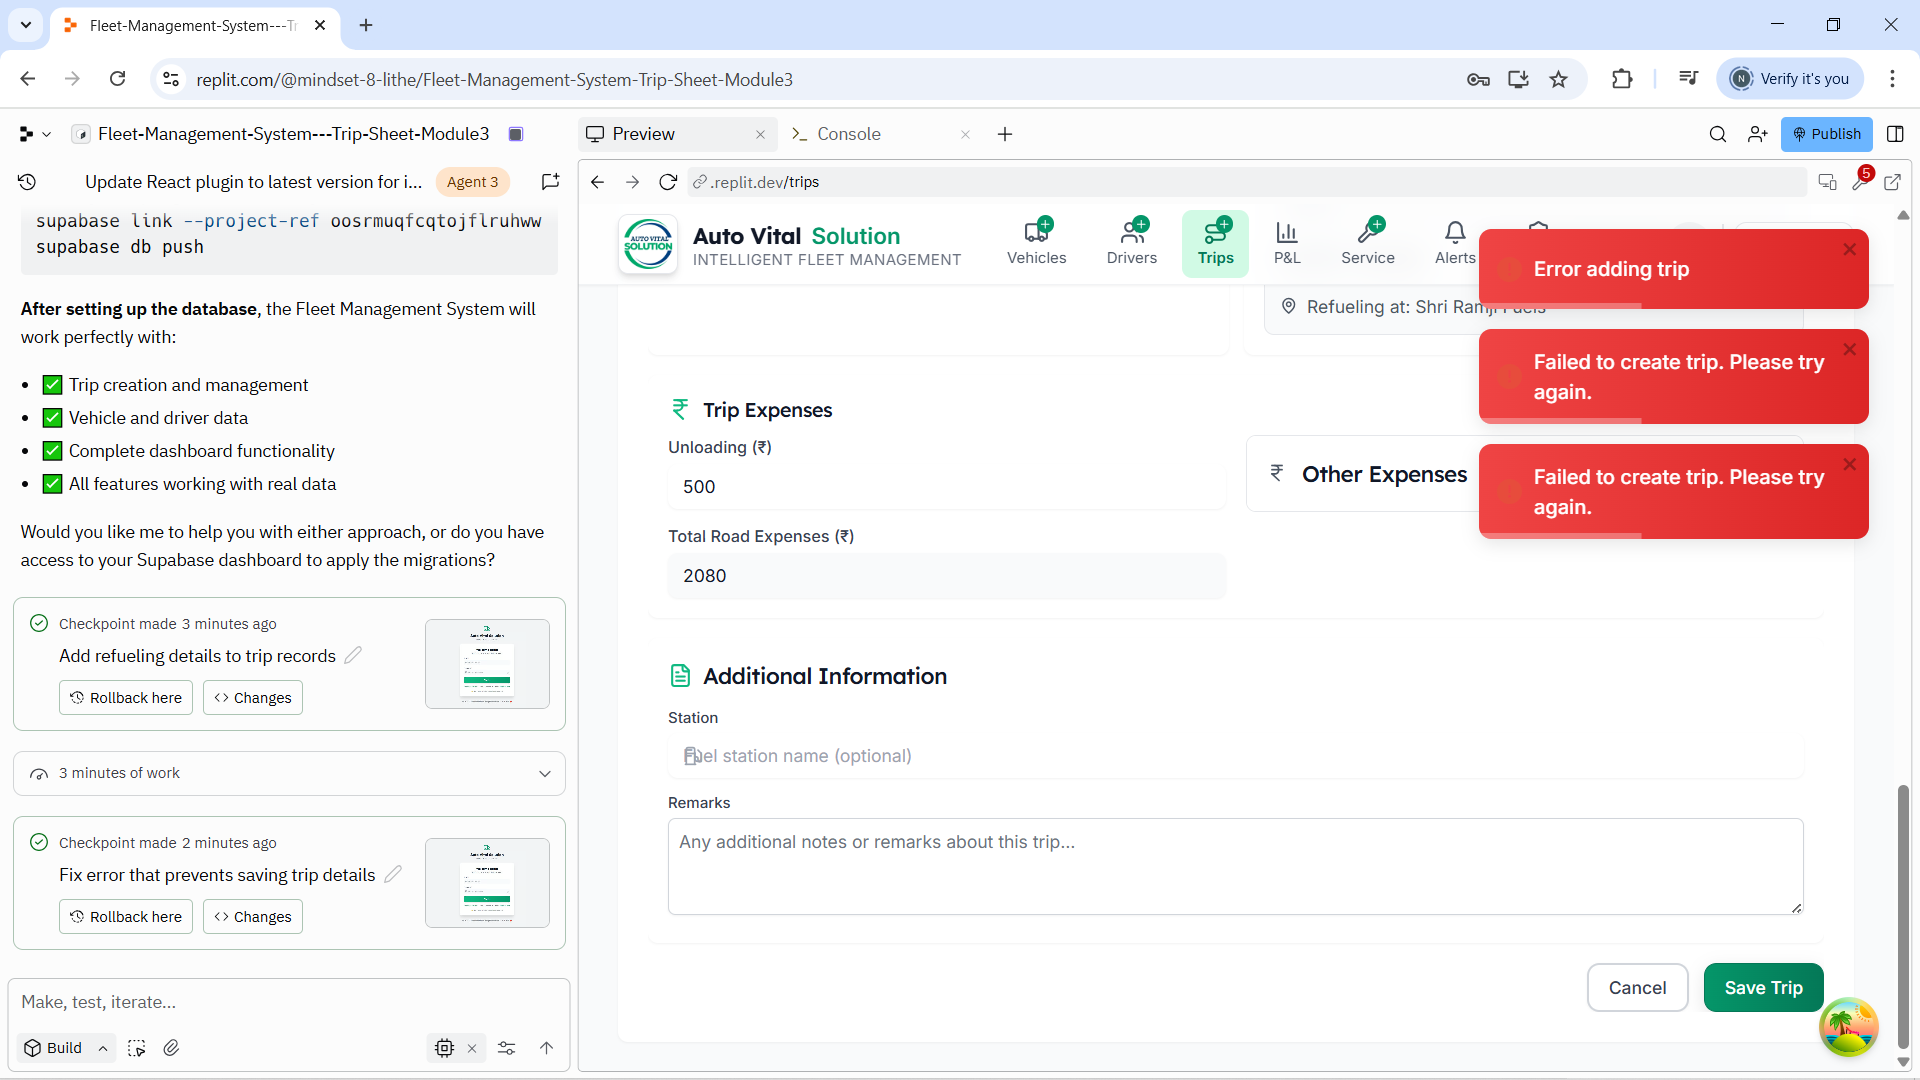 Fleet-Management-System---Tr
replit.com/@mindset-8-lithe/Fleet-Management-System-Trip-Sheet-Module3
N
Verify it's you
Fleet-Management-System---Trip-Sheet-Module3
Preview
Console
Publish
Update React plugin to latest version for i...
Agent 3
.replit.dev/trips
5
supabase link --project-ref oosrmuqfcqtojflruhww
supabase db push
After setting up the database, the Fleet Management System will
work perfectly with:
Trip creation and management
Vehicle and driver data
Complete dashboard functionality
All features working with real data
Would you like me to help you with either approach, or do you have
access to your Supabase dashboard to apply the migrations?
Checkpoint made 3 minutes ago
Add refueling details to trip records
Rollback here
Changes
3 minutes of work
Checkpoint made 2 minutes ago
Fix error that prevents saving trip details
Rollback here
Changes
Make, test, iterate...
Build
AUTO VITAL
SOLUTION
Auto Vital Solution
INTELLIGENT FLEET MANAGEMENT
Vehicles
Drivers
Trips
P&L
Service
Alerts
Error adding trip
Failed to create trip. Please try
again.
Failed to create trip. Please try
again.
Refueling at: Shri Ramji Fuels
₹ Trip Expenses
Unloading (₹)
500
Total Road Expenses (₹)
2080
₹ Other Expenses
Additional Information
Station
Fuel station name (optional)
Remarks
Any additional notes or remarks about this trip...
Cancel
Save Trip